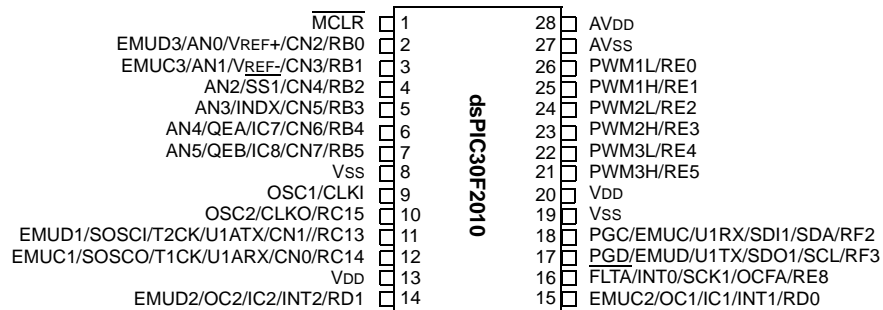 MCLR 1 28 AVDD
EMUD3/AN0/VREF+/CN2/RB0 2 27 AVSS
EMUC3/AN1/VREF-/CN3/RB1 3 26 PWM1L/RE0
AN2/SS1/CN4/RB2 4 25 PWM1H/RE1
AN3/INDX/CN5/RB3 5 24 PWM2L/RE2
AN4/QEA/IC7/CN6/RB4 6 23 PWM2H/RE3
AN5/QEB/IC8/CN7/RB5 7 22 PWM3L/RE4
VSS 8 21 PWM3H/RE5
OSC1/CLKI 9 20 VDD
OSC2/CLKO/RC15 10 19 VSS
EMUD1/SOSCI/T2CK/U1ATX/CN1//RC13 11 18 PGC/EMUC/U1RX/SDI1/SDA/RF2
EMUC1/SOSCO/T1CK/U1ARX/CN0/RC14 12 17 PGD/EMUD/U1TX/SDO1/SCL/RF3
VDD 13 16 FLTA/INT0/SCK1/OCFA/RE8
EMUD2/OC2/IC2/INT2/RD1 14 15 EMUC2/OC1/IC1/INT1/RD0
dsPIC30F2010